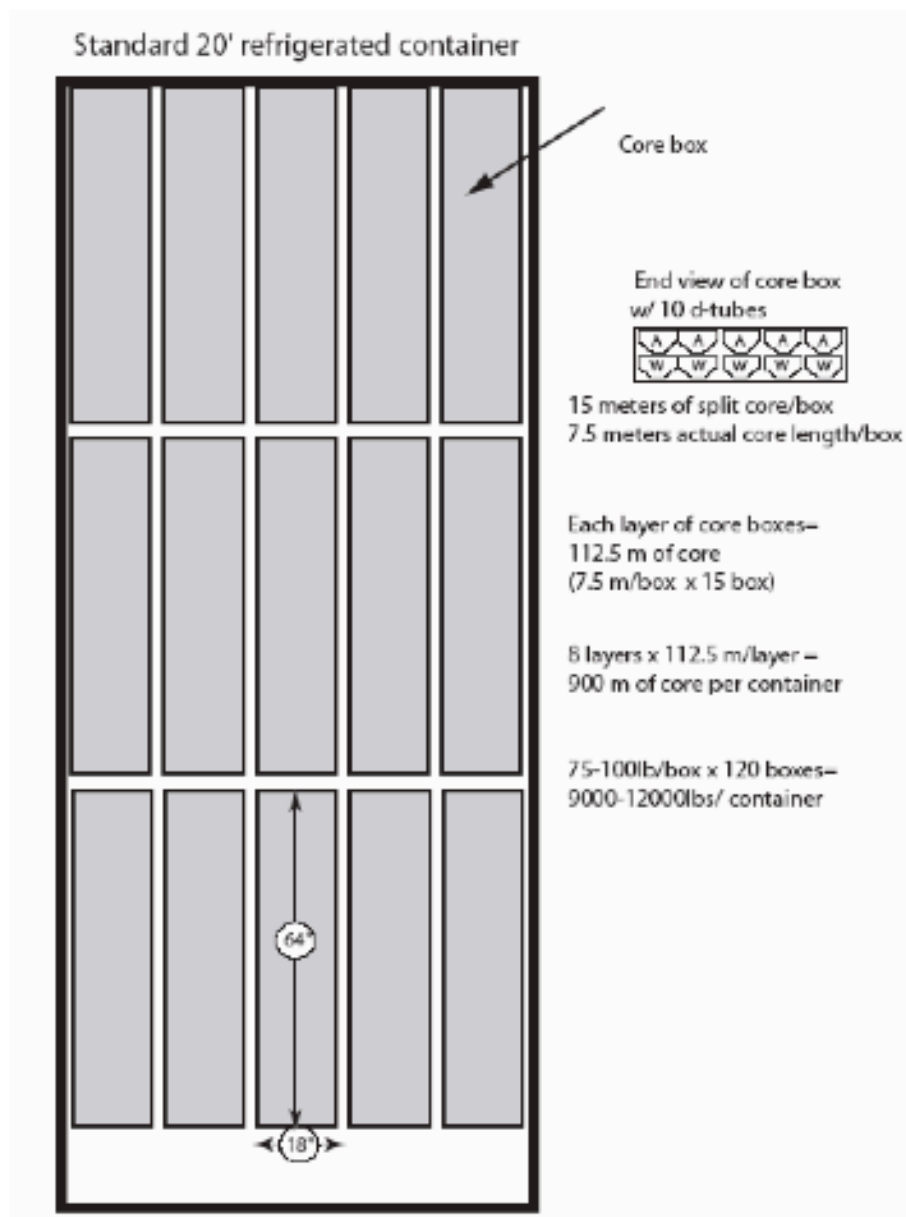 Standard 20' refrigerated container
Core box
End view of core box
w/ 10 d-tubes
A A A A A
W W W W W
15 meters of split core/box
7.5 meters actual core length/box
Each layer of core boxes=
112.5 m of core
(7.5 m/box x 15 box)
8 layers x 112.5 m/layer =
900 m of core per container
75-100lb/box x 120 boxes=
9000-12000lbs/ container
64"
18"